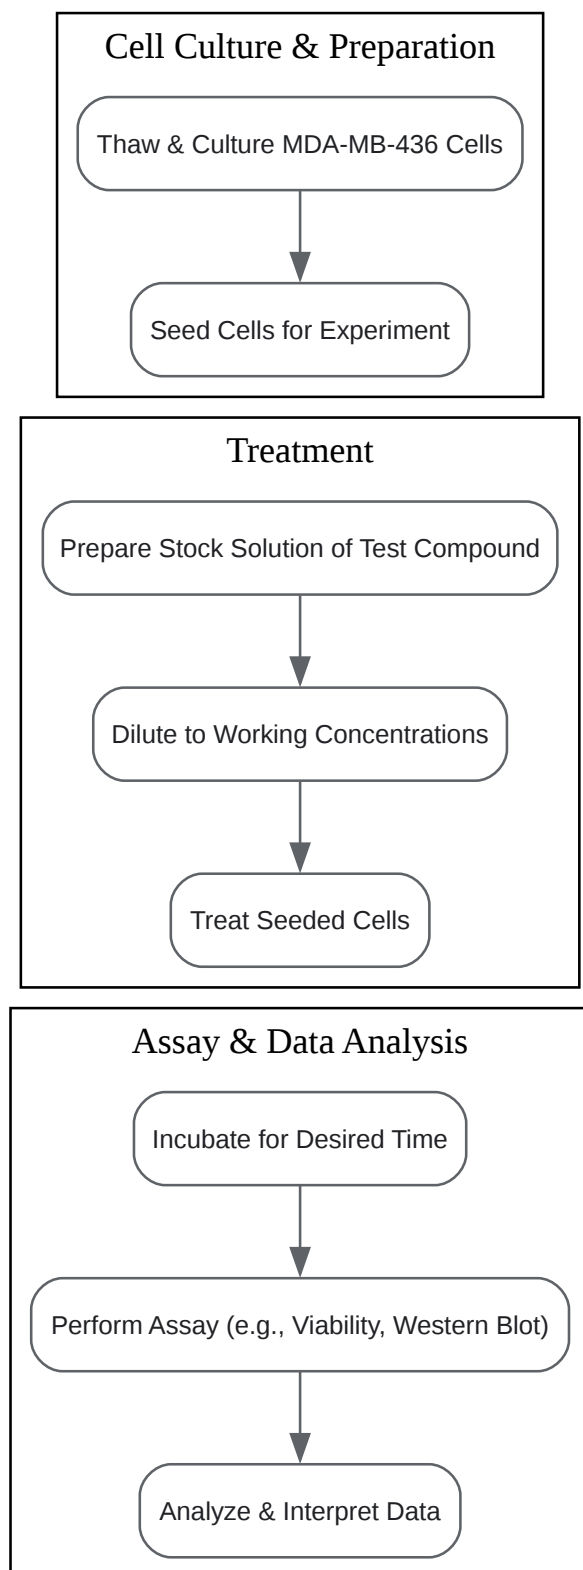 Cell Culture & Preparation
Thaw & Culture MDA-MB-436 Cells
Seed Cells for Experiment
Treatment
Prepare Stock Solution of Test Compound
Dilute to Working Concentrations
Treat Seeded Cells
Assay & Data Analysis
Incubate for Desired Time
Perform Assay (e.g., Viability, Western Blot)
Analyze & Interpret Data